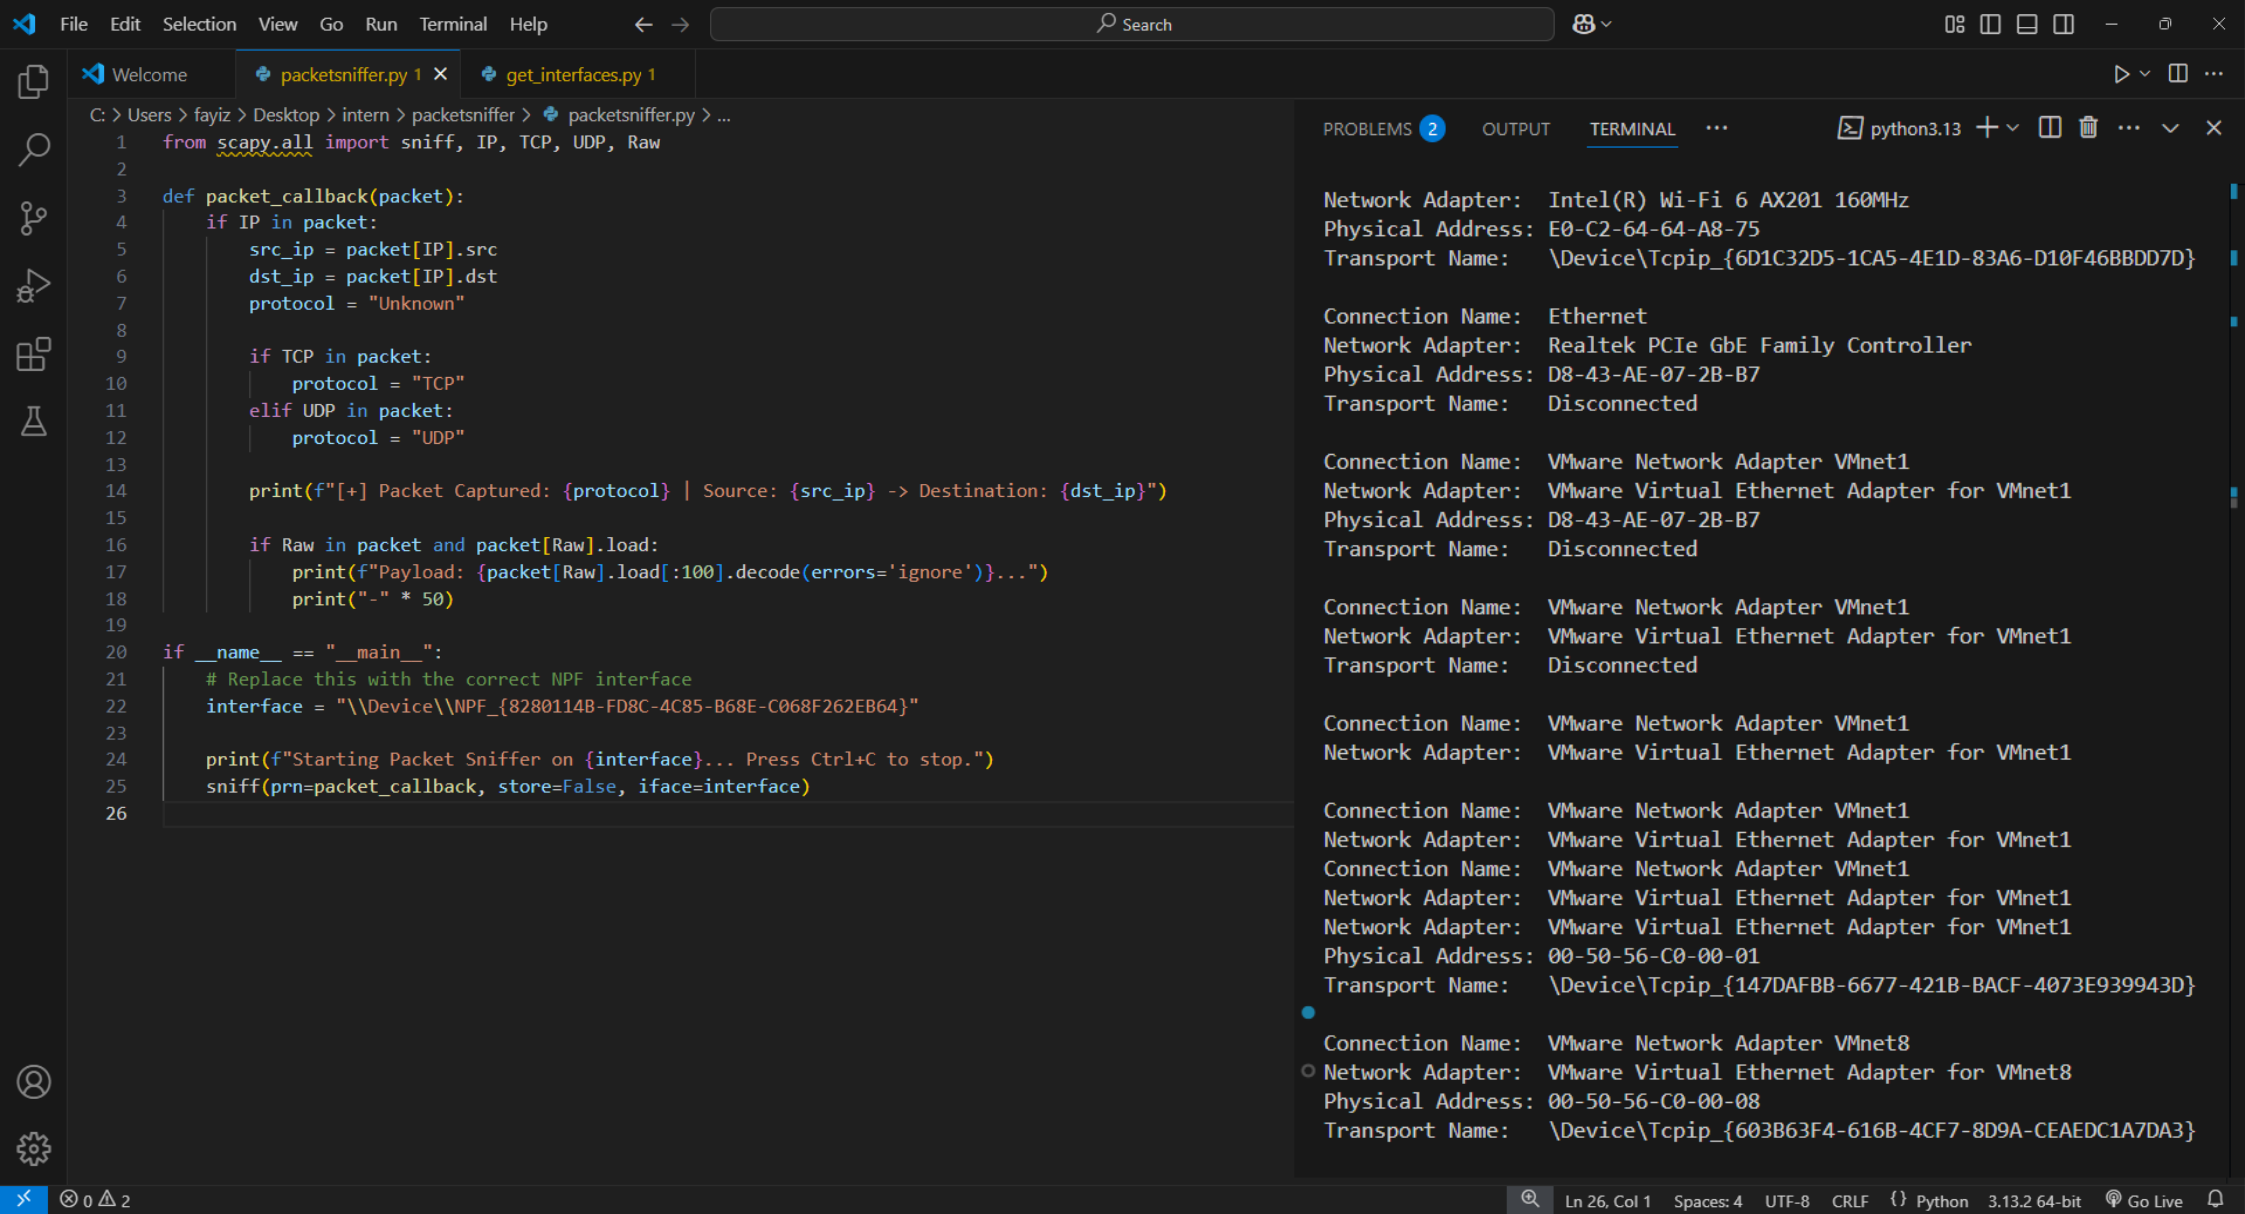 File Edit Selection View Go Run Terminal Help
Search
Welcome
packetsniffer.py 1
get_interfaces.py 1
C: > Users > fayiz > Desktop > intern > packetsniffer > packetsniffer.py > ...
1 from scapy.all import sniff, IP, TCP, UDP, Raw
2
3 def packet_callback(packet):
4 if IP in packet:
5 src_ip = packet[IP].src
6 dst_ip = packet[IP].dst
7 protocol = "Unknown"
8
9 if TCP in packet:
10 protocol = "TCP"
11 elif UDP in packet:
12 protocol = "UDP"
13
14 print(f"[+] Packet Captured: {protocol} | Source: {src_ip} -> Destination: {dst_ip}")
15
16 if Raw in packet and packet[Raw].load:
17 print(f"Payload: {packet[Raw].load[:100].decode(errors='ignore')}...")
18 print("-" * 50)
19
20 if __name__ == "__main__":
21 # Replace this with the correct NPF interface
22 interface = "\\Device\\NPF_{8280114B-FD8C-4C85-B68E-C068F262EB64}"
23
24 print(f"Starting Packet Sniffer on {interface}... Press Ctrl+C to stop.")
25 sniff(prn=packet_callback, store=False, iface=interface)
26
PROBLEMS 2 OUTPUT TERMINAL ...
python3.13
Network Adapter: Intel(R) Wi-Fi 6 AX201 160MHz
Physical Address: E0-C2-64-64-A8-75
Transport Name: \Device\Tcpip_{6D1C32D5-1CA5-4E1D-83A6-D10F46BBDD7D}
Connection Name: Ethernet
Network Adapter: Realtek PCIe GbE Family Controller
Physical Address: D8-43-AE-07-2B-B7
Transport Name: Disconnected
Connection Name: VMware Network Adapter VMnet1
Network Adapter: VMware Virtual Ethernet Adapter for VMnet1
Physical Address: D8-43-AE-07-2B-B7
Transport Name: Disconnected
Connection Name: VMware Network Adapter VMnet1
Network Adapter: VMware Virtual Ethernet Adapter for VMnet1
Transport Name: Disconnected
Connection Name: VMware Network Adapter VMnet1
Network Adapter: VMware Virtual Ethernet Adapter for VMnet1
Connection Name: VMware Network Adapter VMnet1
Network Adapter: VMware Virtual Ethernet Adapter for VMnet1
Connection Name: VMware Network Adapter VMnet1
Network Adapter: VMware Virtual Ethernet Adapter for VMnet1
Network Adapter: VMware Virtual Ethernet Adapter for VMnet1
Physical Address: 00-50-56-C0-00-01
Transport Name: \Device\Tcpip_{147DAFBB-6677-421B-BACF-4073E939943D}
Connection Name: VMware Network Adapter VMnet8
Network Adapter: VMware Virtual Ethernet Adapter for VMnet8
Physical Address: 00-50-56-C0-00-08
Transport Name: \Device\Tcpip_{603B63F4-616B-4CF7-8D9A-CEAEDC1A7DA3}
0 2
Ln 26, Col 1 Spaces: 4 UTF-8 CRLF {} Python 3.13.2 64-bit Go Live